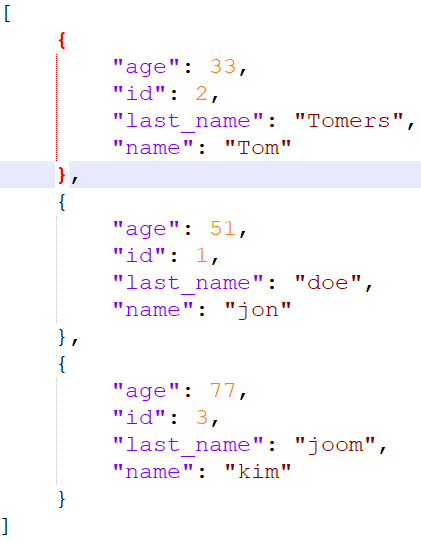 [
{
"age": 33,
"id": 2,
"last_name": "Tomers",
"name": "Tom"
},
{
"age": 51,
"id": 1,
"last_name": "doe",
"name": "jon"
},
{
"age": 77,
"id": 3,
"last_name": "joom",
"name": "kim"
}
]